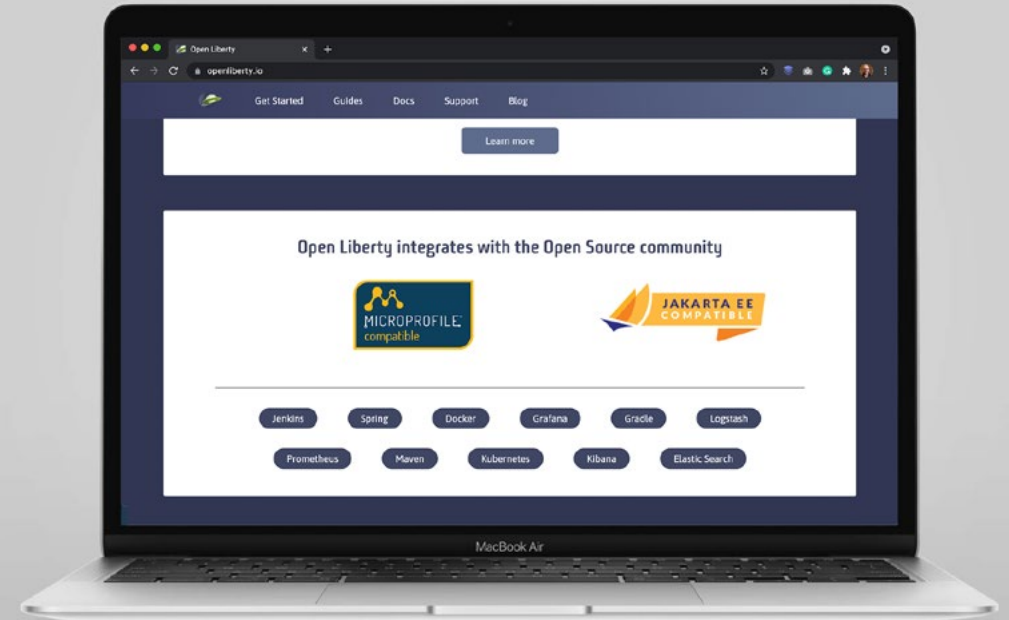 Open Liberty
openliberty.io
Get Started Guides Docs Support Blog
Learn more
Open Liberty integrates with the Open Source community
MICROPROFILE
compatible
JAKARTA EE
COMPATIBLE
Jenkins Spring Docker Grafana Gradle Logstash
Prometheus Maven Kubernetes Kibana Elastic Search
MacBook Air